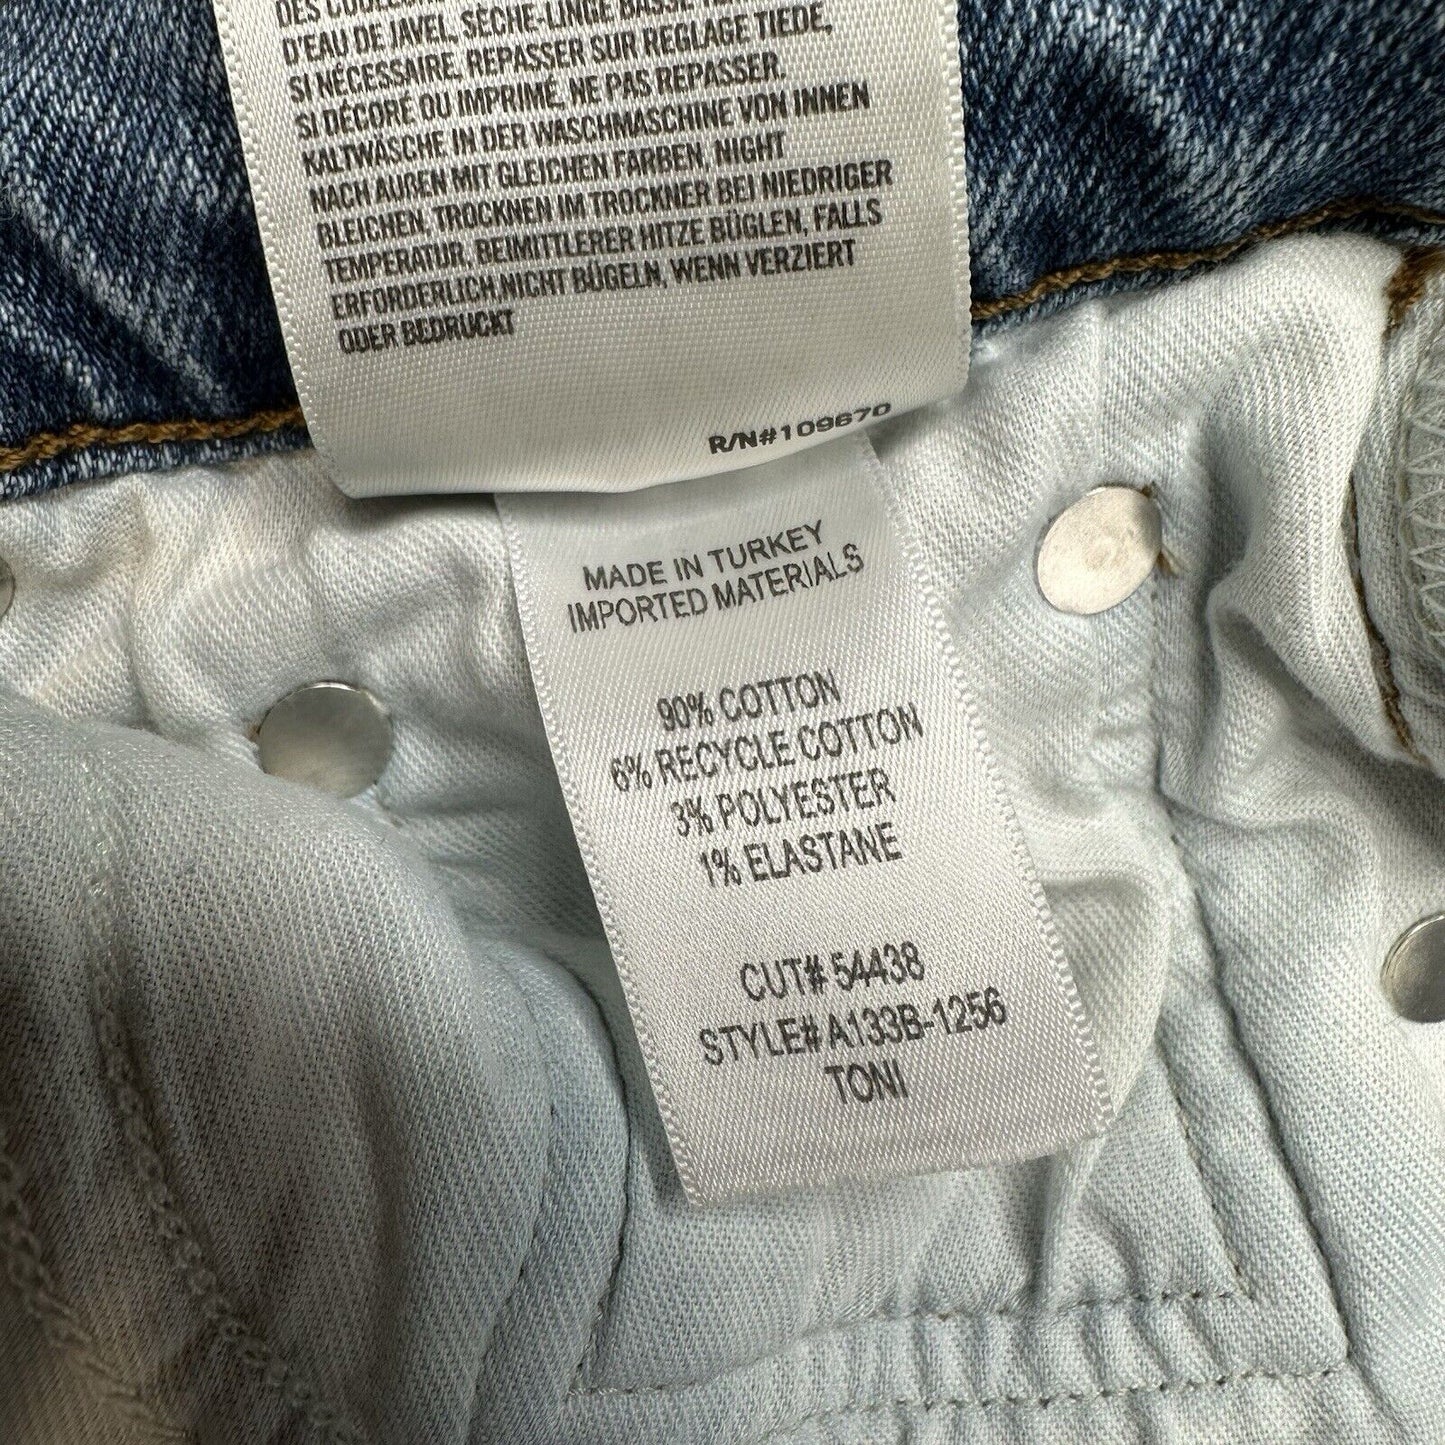 D'EAU DE JAVEL, SÈCHE-LINGE BASSE
SI NÉCESSAIRE, REPASSER SUR RÉGLAGE TIEDE,
SI DÉCORÉ OU IMPRIMÉ, NE PAS REPASSER.
KALTWÄSCHE IN DER WASCHMASCHINE VON INNEN
NACH AUßEN MIT GLEICHEN FARBEN, NIGHT
BLEICHEN, TROCKNEN IM TROCKNER BEI NIEDRIGER
TEMPERATUR. BEIMITTLERER HITZE BÜGLEN, FALLS
ERFORDERLICH,NICHT BÜGELN, WENN VERZIERT
ODER BEDRUCKT
R/N#109670
MADE IN TURKEY
IMPORTED MATERIALS
90% COTTON
6% RECYCLE COTTON
3% POLYESTER
1% ELASTANE
CUT# 54438
STYLE# A133B-1256
TONI